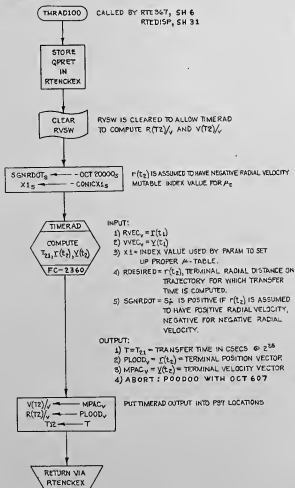 THRAD100
CALLED BY RTE367, SH 6
RTEDISP, SH 31
STORE
QPRET
IN
RTENCKEX
CLEAR
RVSW
RVSW IS CLEARED TO ALLOW TIMERAD
TO COMPUTE R(T2)/v AND V(T2)/v
SGNRDOTs ← -OCT 20000s
X1s ← -CONICX1s
r(t2) IS ASSUMED TO HAVE NEGATIVE RADIAL VELOCITY
MUTABLE INDEX VALUE FOR μE
TIMERAD
COMPUTE
T21, r(t2), V(t2)
FC-2360
INPUT:
1) RVECv = r(t1)
2) VVECv = V(t1)
3) X1 = INDEX VALUE USED BY PARAM TO SET
UP PROPER μ-TABLE.
4) RDESIRED = r(t2), TERMINAL RADIAL DISTANCE ON
TRAJECTORY FOR WHICH TRANSFER
TIME IS COMPUTED.
5) SGNRDOT = Sṙ IS POSITIVE IF r(t2) IS ASSUMED
TO HAVE POSITIVE RADIAL VELOCITY,
NEGATIVE FOR NEGATIVE RADIAL
VELOCITY.
OUTPUT:
1) T = T21 = TRANSFER TIME IN CSECS @ 2^28
2) PLOODv = r(t2) = TERMINAL POSITION VECTOR
3) MPACv = V(t2) = TERMINAL VELOCITY VECTOR
4) ABORT: POODOO WITH OCT 607
V(T2)/v ← MPACv
R(T2)/v ← PLOODv
T12 ← T
PUT TIMERAD OUTPUT INTO P37 LOCATIONS
RETURN VIA
RTENCKEX